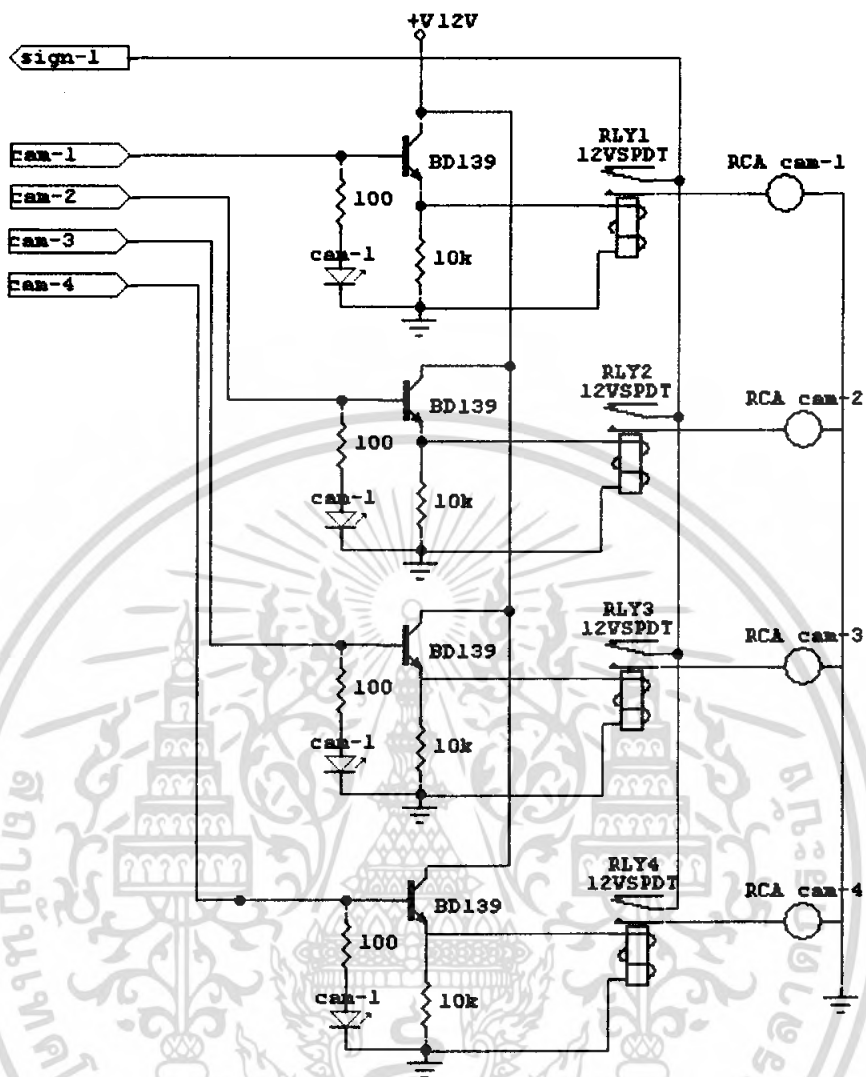 +V12V
sign-1
cam-1
cam-2
cam-3
cam-4
BD139
100
cam-1
10k
RLY1
12VSPDT
RCA cam-1
BD139
100
cam-1
10k
RLY2
12VSPDT
RCA cam-2
BD139
100
cam-1
10k
RLY3
12VSPDT
RCA cam-3
BD139
100
cam-1
10k
RLY4
12VSPDT
RCA cam-4